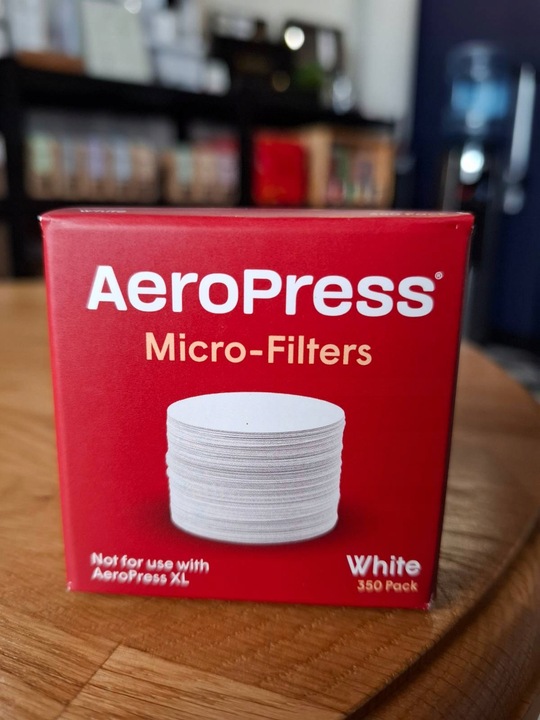 AeroPress®
Micro-Filters
Not for use with
AeroPress XL
White
350 Pack